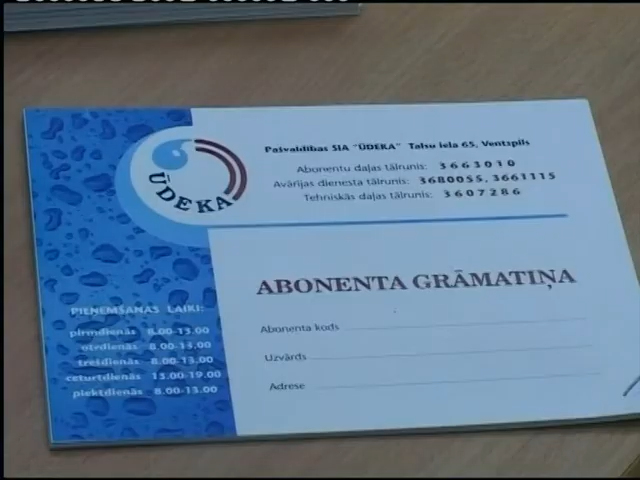 Pašvaldības SIA "ŪDEKA" Talsu iela 65, Ventspils
Abonentu daļas tālrunis: 3663010
Avārijas dienesta tālrunis: 3680055, 3661115
Tehniskās daļas tālrunis: 3607286
ŪDEKA
ABONENTA GRĀMATIŅA
Abonenta kods
Uzvārds
Adrese
PIEŅEMŠANAS LAIKI:
pirmdienās 8.00-13.00
otrdienās 8.00-13.00
trešdienās 8.00-13.00
ceturtdienās 15.00-19.00
piektdienās 8.00-13.00